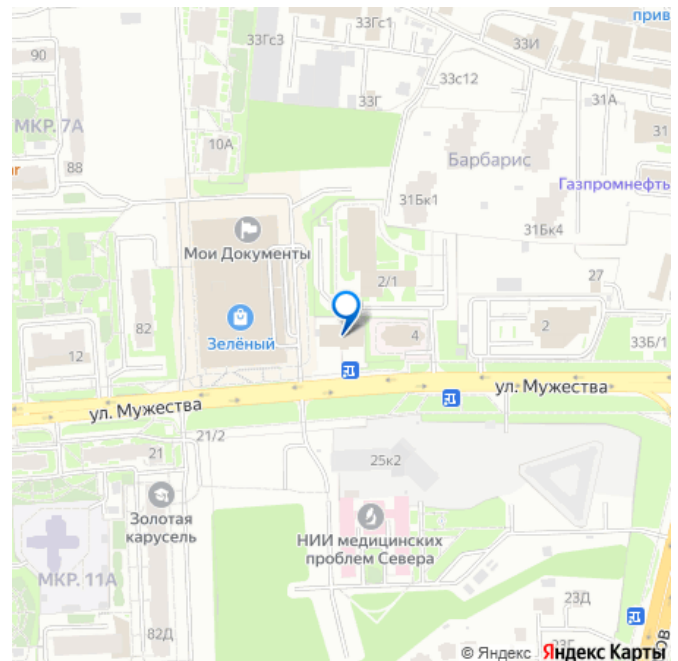 прив
33Гс1
33И
33Гс3
90
33с12
33Г
31А
МКР. 7А
10А
31
Барбарис
88
Газпромнефть
31Бк1
Мои Документы
31Бк4
2/1
27
82
Зелёный
4
2
33Б/1
12
ул. Мужества
ул. Мужества
21/2
21
25к2
Золотая
карусель
НИИ медицинских
проблем Севера
МКР. 11А
23Д
82Д
© Яндекс
Яндекс Карты